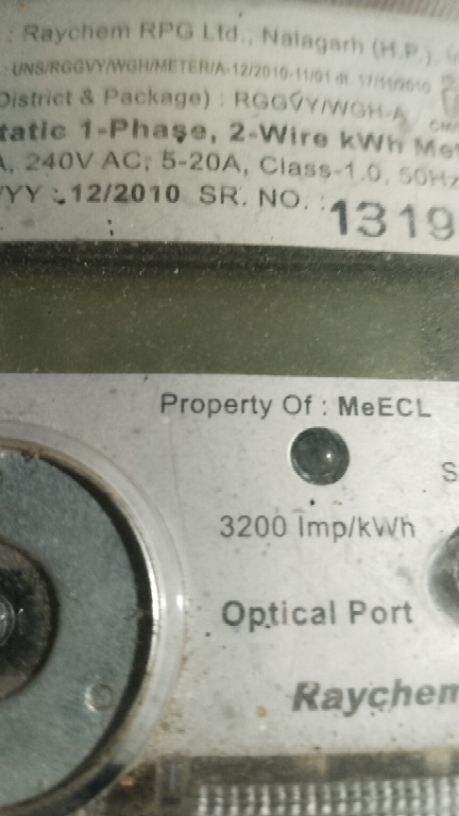 : Raychem RPG Ltd., Nalagarh (H.P.),
: UNS/RGGVY/WGH/METER/A-12/2010-11/01 dt. 17/11/2010
District & Package) : RGGVY/WGH-A
tatic 1-Phase, 2-Wire kWh Met
A, 240V AC; 5-20A, Class-1.0, 50Hz
/YY : 12/2010 SR. NO. : 1319
Property Of : MeECL
S
3200 Imp/kWh
Optical Port
Raychem